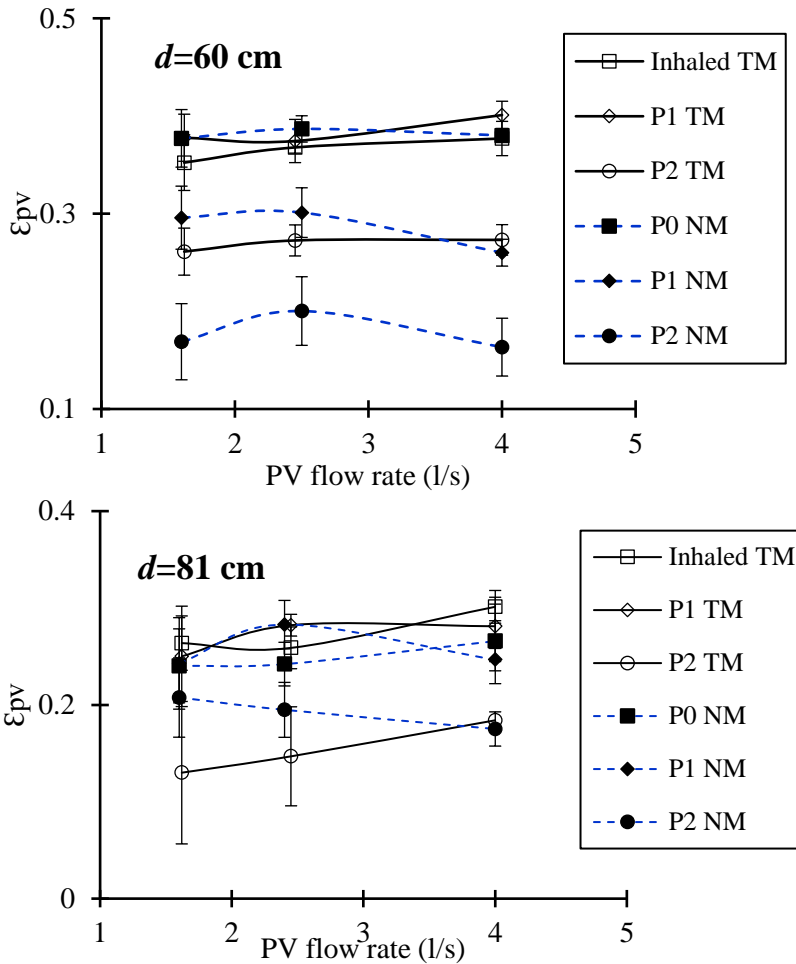 0.5
d=60 cm
0.3
εpv
0.1
1 2 3 4 5
PV flow rate (l/s)
Inhaled TM
P1 TM
P2 TM
P0 NM
P1 NM
P2 NM
0.4
d=81 cm
0.2
εpv
0
1 2 3 4 5
PV flow rate (l/s)
Inhaled TM
P1 TM
P2 TM
P0 NM
P1 NM
P2 NM